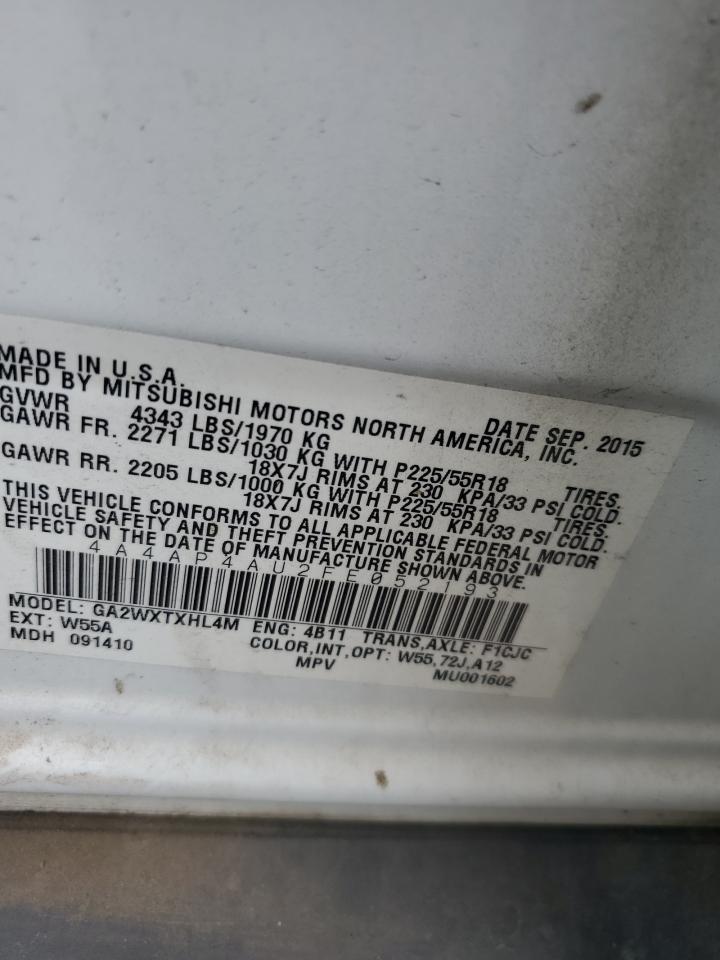 MADE IN U.S.A. DATE SEP. 2015
MFD BY MITSUBISHI MOTORS NORTH AMERICA, INC.
GVWR 4343 LBS/1970 KG
GAWR FR. 2271 LBS/1030 KG WITH P225/55R18 TIRES.
18X7J RIMS AT 230 KPA/33 PSI COLD.
GAWR RR. 2205 LBS/1000 KG WITH P225/55R18 TIRES.
18X7J RIMS AT 230 KPA/33 PSI COLD.
THIS VEHICLE CONFORMS TO ALL APPLICABLE FEDERAL MOTOR
VEHICLE SAFETY AND THEFT PREVENTION STANDARDS IN
EFFECT ON THE DATE OF MANUFACTURE SHOWN ABOVE.
4A4AP4AU2FE052193
MODEL: GA2WXTXHL4M ENG: 4B11 TRANS,AXLE: F1CJC
EXT: W55A COLOR,INT,OPT: W55,72J,A12
MDH 091410 MPV MU001602